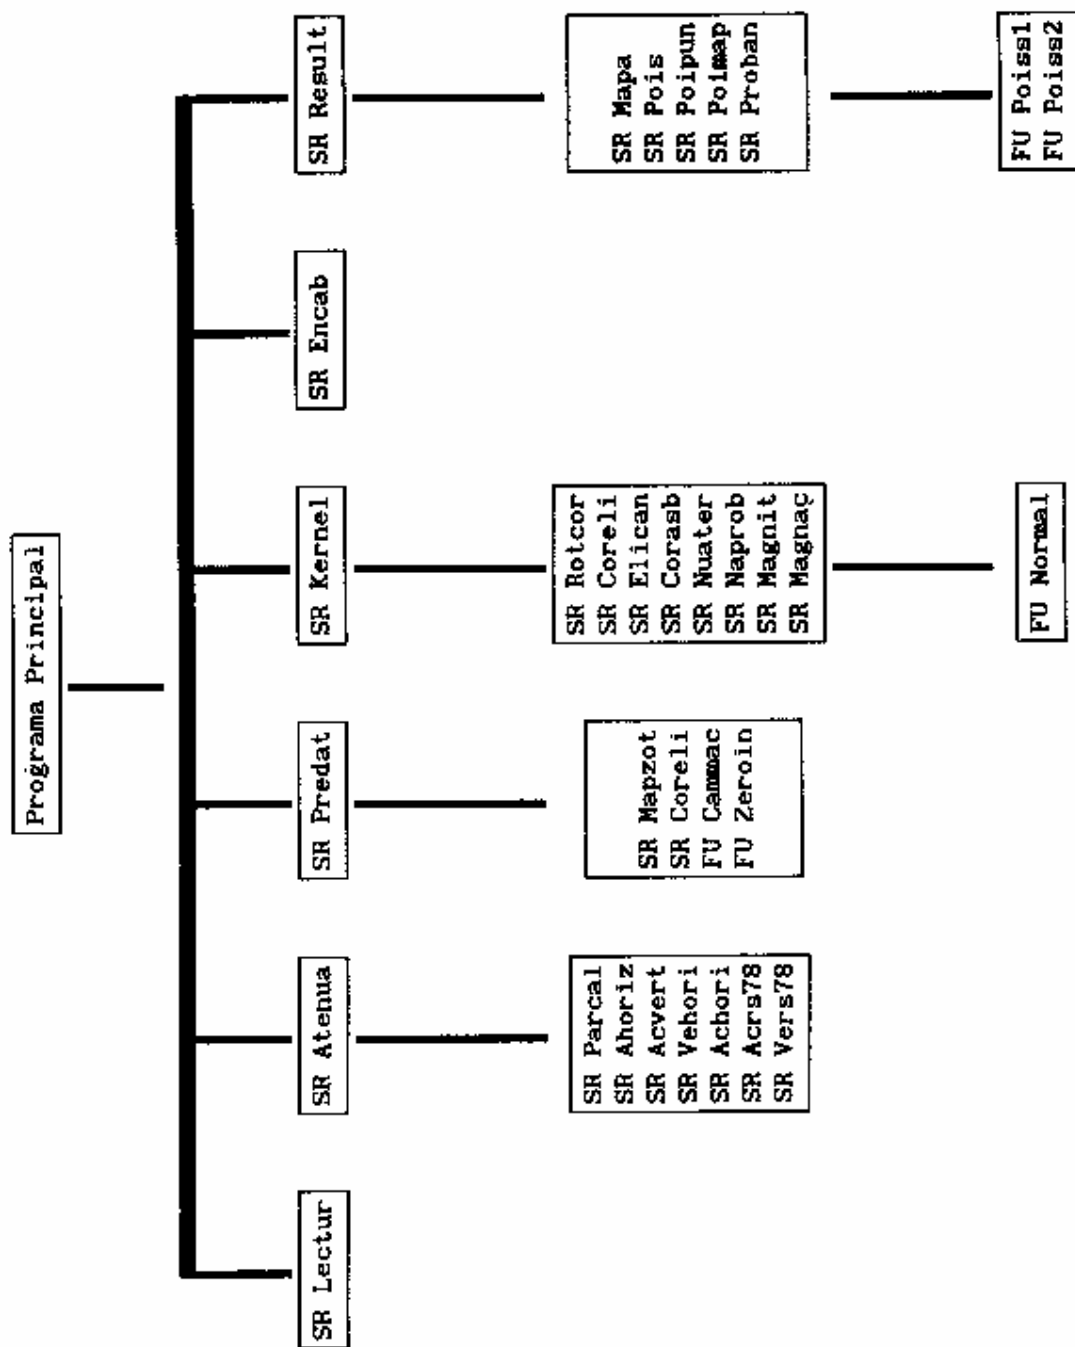 Programa Principal
SR Lectur
SR Atenua
SR Predat
SR Kernel
SR Encab
SR Result
SR Parcal
SR Ahoriz
SR Acvert
SR Vehori
SR Achori
SR Acrs78
SR Vers78
SR Mapzot
SR Coreli
FU Cammac
FU Zeroin
SR Rotcor
SR Coreli
SR Elican
SR Corasb
SR Nuater
SR Naprob
SR Magnit
SR Magnaç
SR Mapa
SR Pois
SR Poipun
SR Poimap
SR Proban
FU Normal
FU Poiss1
FU Poiss2